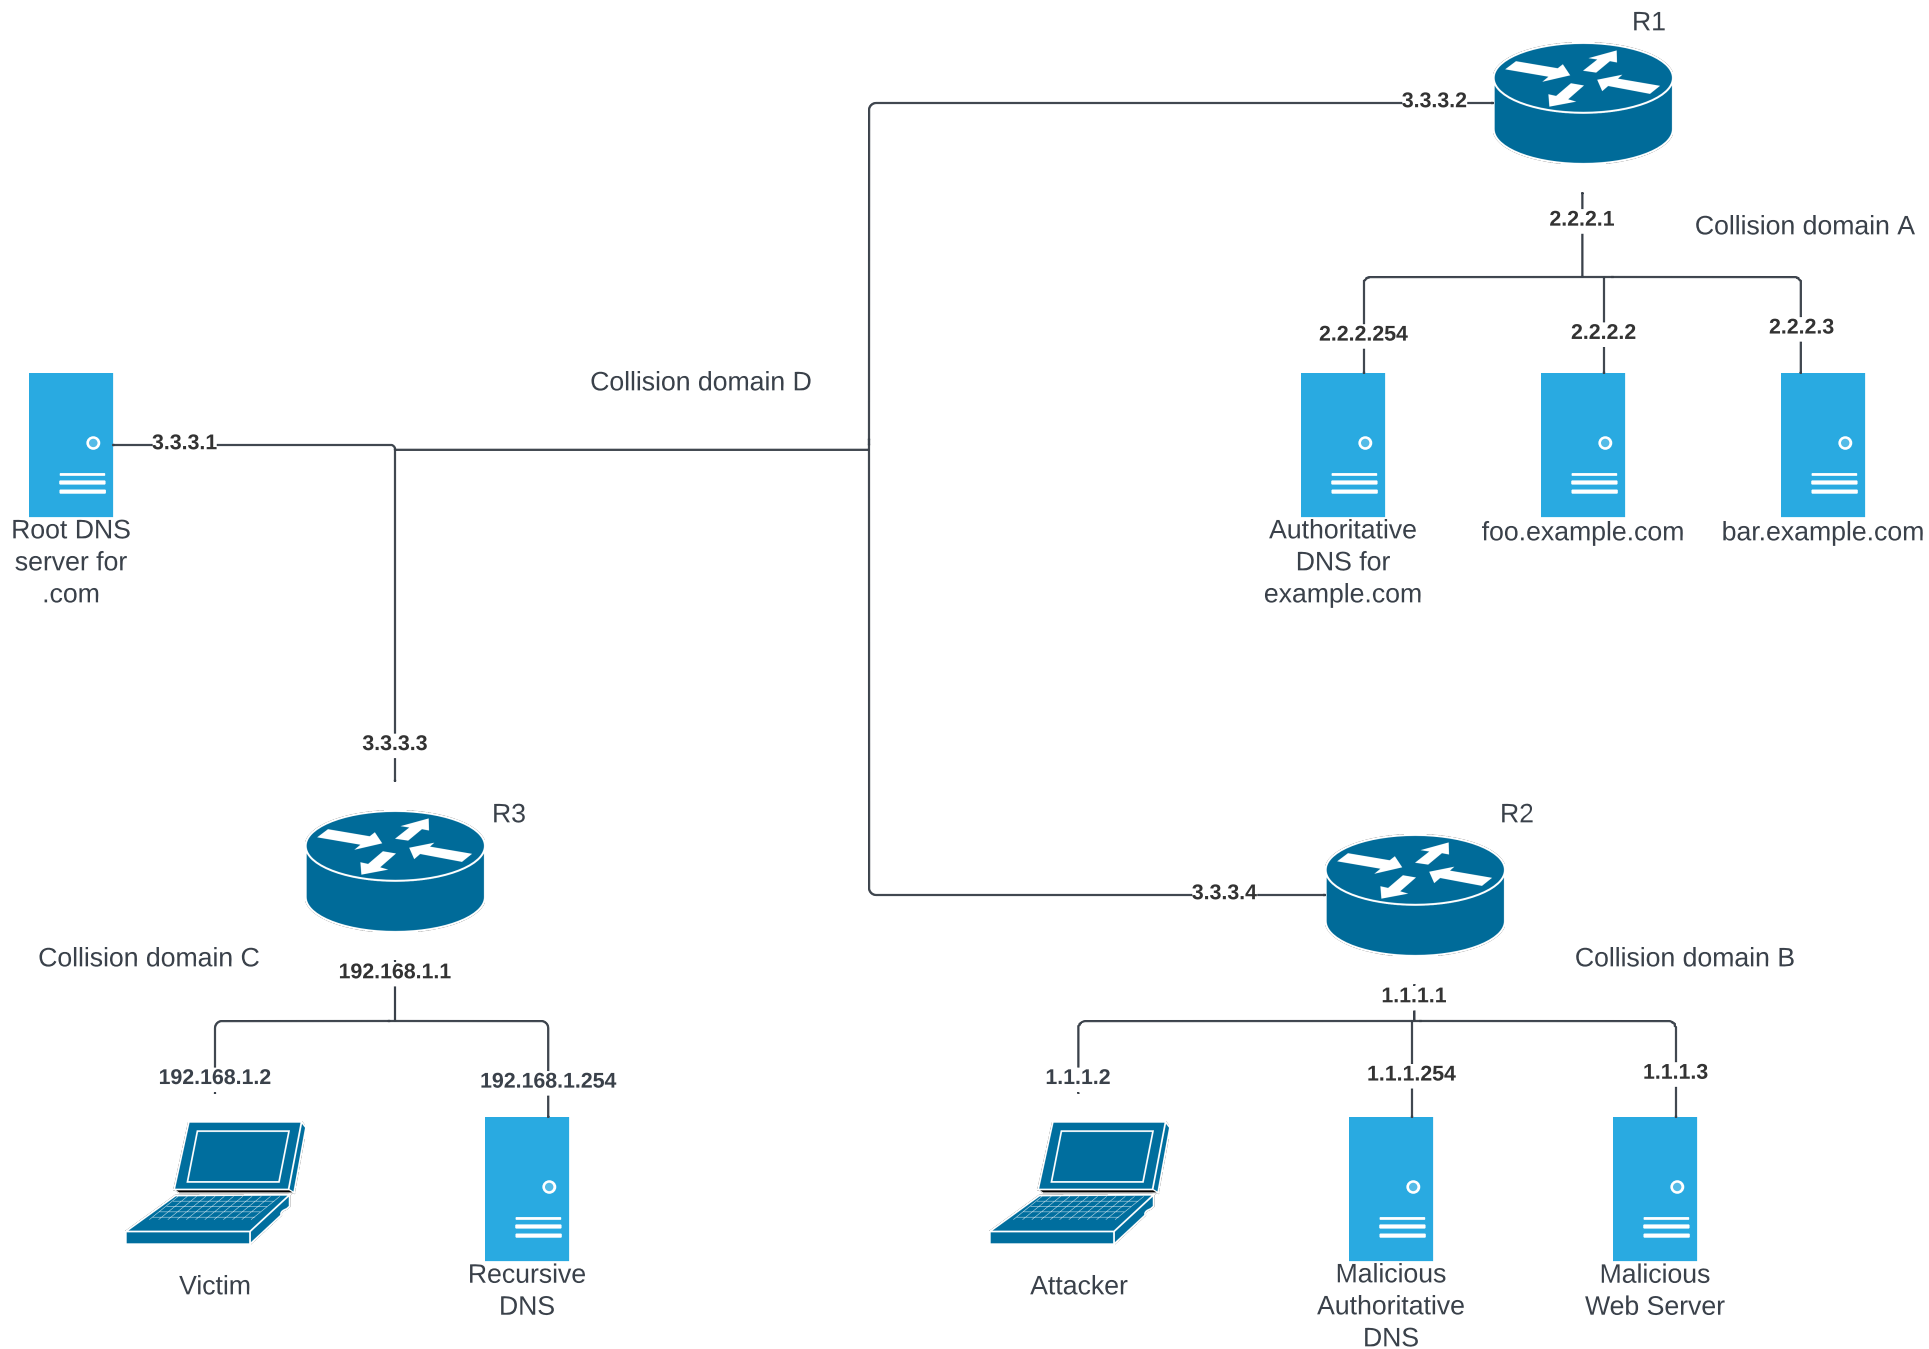 R1
3.3.3.2
2.2.2.1
Collision domain A
2.2.2.254
2.2.2.2
2.2.2.3
Collision domain D
3.3.3.1
Root DNS
server for
.com
Authoritative
DNS for
example.com
foo.example.com
bar.example.com
3.3.3.3
R3
R2
3.3.3.4
Collision domain C
192.168.1.1
Collision domain B
1.1.1.1
192.168.1.2
192.168.1.254
1.1.1.2
1.1.1.254
1.1.1.3
Victim
Recursive
DNS
Attacker
Malicious
Authoritative
DNS
Malicious
Web Server